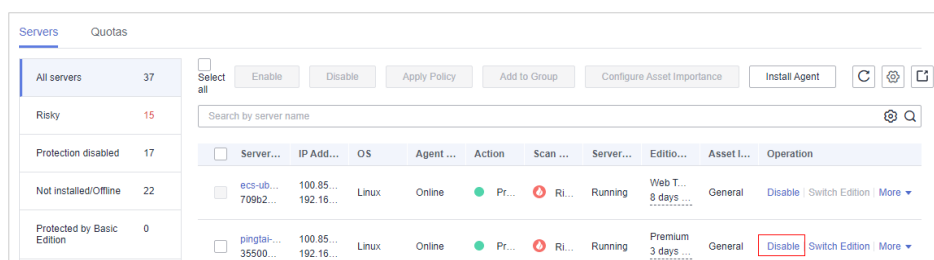 Servers Quotas
All servers 37
Risky 15
Protection disabled 17
Not installed/Offline 22
Protected by Basic
Edition 0
Select
all
Enable Disable Apply Policy Add to Group Configure Asset Importance Install Agent
Search by server name
Server... IP Add... OS Agent ... Action Scan ... Server... Editio... Asset I... Operation
ecs-ub...
709b2...
100.85...
192.16...
Linux Online Pr... Ri... Running
Web T...
8 days ...
General Disable Switch Edition More
pingtai-...
35500...
100.85...
192.16...
Linux Online Pr... Ri... Running
Premium
3 days ...
General Disable Switch Edition More